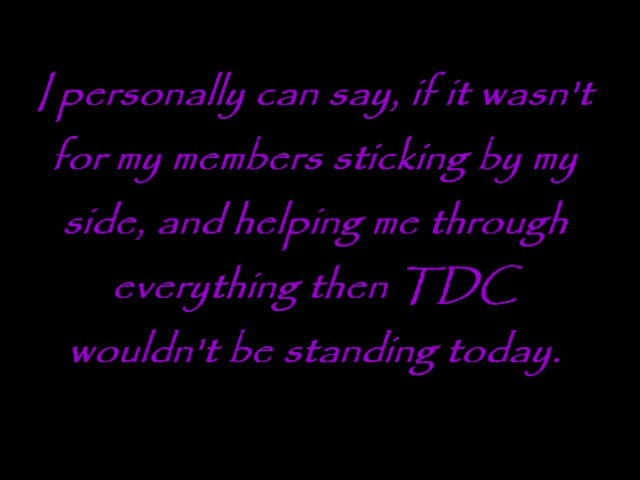 I personally can say, if it wasn't
for my members sticking by my
side, and helping me through
everything then TDC
wouldn't be standing today.